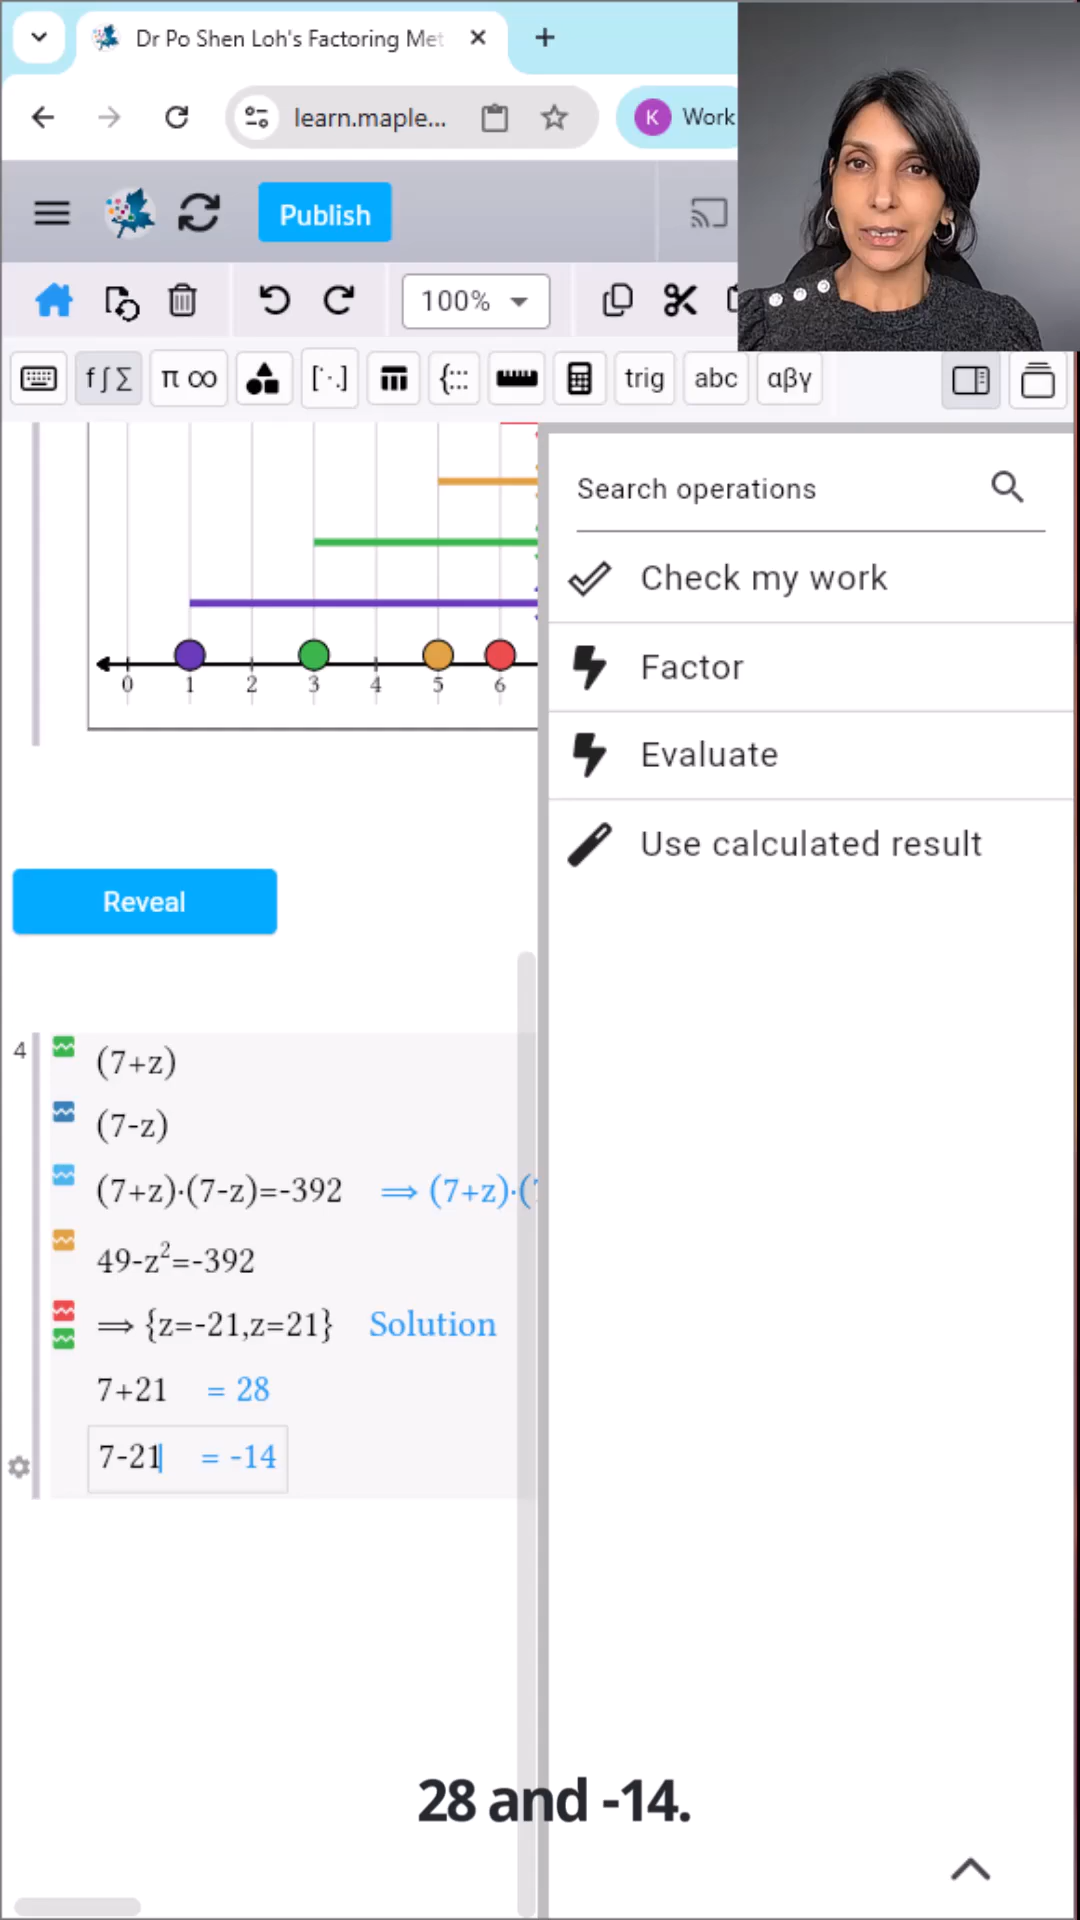 Dr Po Shen Loh's Factoring Met
learn.maple...
K Work
Publish
100%
f∫Σ
π ∞
trig
abc
αβγ
Search operations
Check my work
Factor
Evaluate
Use calculated result
0 1 2 3 4 5 6
Reveal
4
(7+z)
(7-z)
(7+z)·(7-z)=-392 ⟹ (7+z)·(
49-z²=-392
⟹ {z=-21,z=21} Solution
7+21 = 28
7-21 = -14
28 and -14.